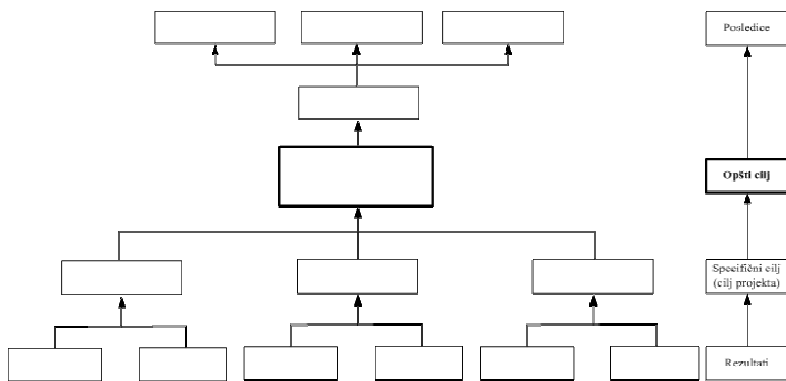 Posledice
Opšti cilj
Specifični cilj
(cilj projekta)
Rezultati